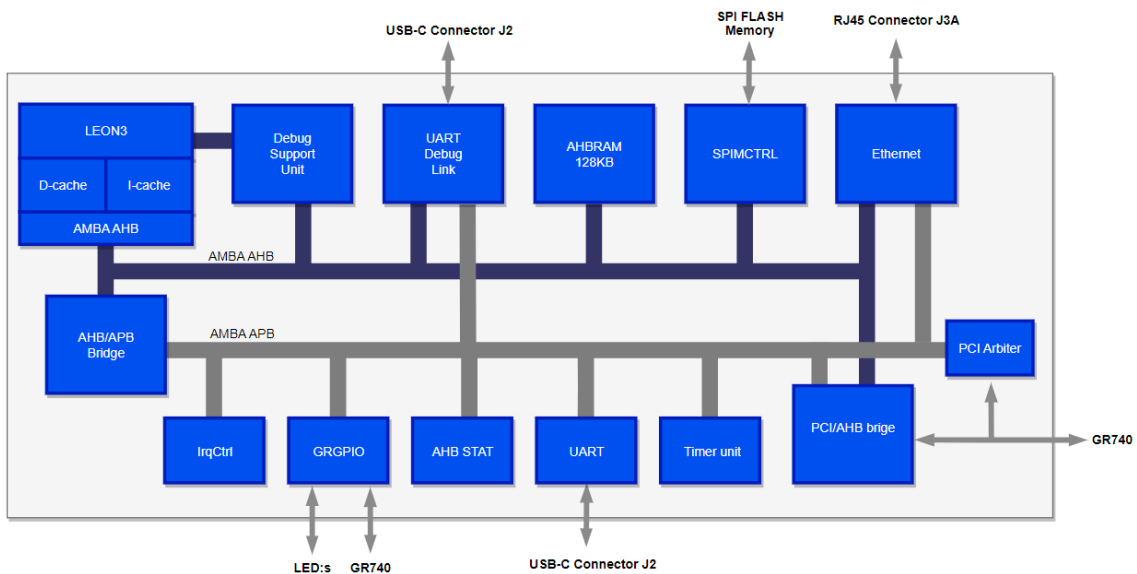 SPI FLASH
Memory
RJ45 Connector J3A
USB-C Connector J2
LEON3
D-cache
I-cache
AMBA AHB
Debug
Support
Unit
UART
Debug
Link
AHBRAM
128KB
SPIMCTRL
Ethernet
AMBA AHB
AHB/APB
Bridge
AMBA APB
PCI Arbiter
IrqCtrl
GRGPIO
AHB STAT
UART
Timer unit
PCI/AHB brige
GR740
LED:s
GR740
USB-C Connector J2